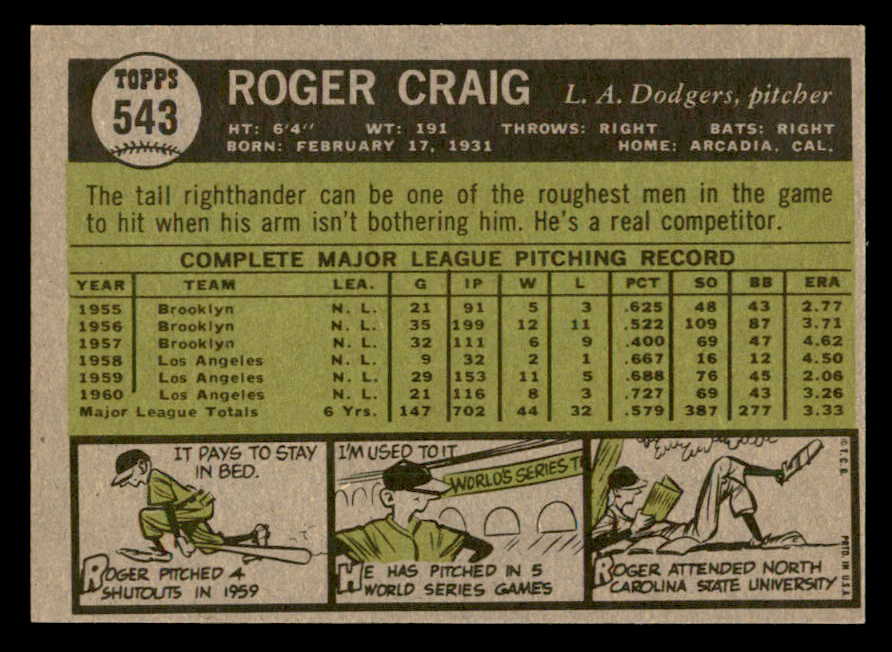 TOPPS
543
ROGER CRAIG L. A. Dodgers, pitcher
HT: 6'4" WT: 191 THROWS: RIGHT BATS: RIGHT
BORN: FEBRUARY 17, 1931 HOME: ARCADIA, CAL.
The tall righthander can be one of the roughest men in the game
to hit when his arm isn't bothering him. He's a real competitor.
COMPLETE MAJOR LEAGUE PITCHING RECORD
YEAR TEAM LEA. G IP W L PCT SO BB ERA
1955 Brooklyn N. L. 21 91 5 3 .625 48 43 2.77
1956 Brooklyn N. L. 35 199 12 11 .522 109 87 3.71
1957 Brooklyn N. L. 32 111 6 9 .400 69 47 4.62
1958 Los Angeles N. L. 9 32 2 1 .667 16 12 4.50
1959 Los Angeles N. L. 29 153 11 5 .688 76 45 2.06
1960 Los Angeles N. L. 21 116 8 3 .727 69 43 3.26
Major League Totals 6 Yrs. 147 702 44 32 .579 387 277 3.33
IT PAYS TO STAY
IN BED.
ROGER PITCHED 4
SHUTOUTS IN 1959
I'M USED TO IT
WORLD'S SERIES T
HE HAS PITCHED IN 5
WORLD SERIES GAMES
ROGER ATTENDED NORTH
CAROLINA STATE UNIVERSITY
© T.C.G. PRTD. IN U.S.A.